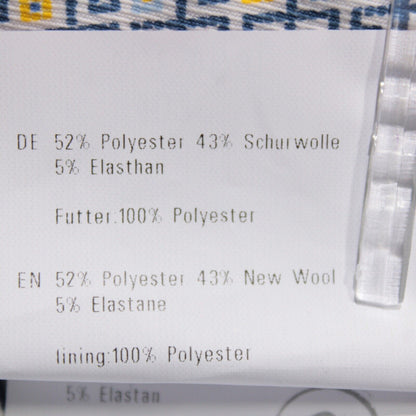 DE 52% Polyester 43% Schurwolle
5% Elasthan
Futter:100% Polyester
EN 52% Polyester 43% New Wool
5% Elastane
lining:100% Polyester
5% Elastan